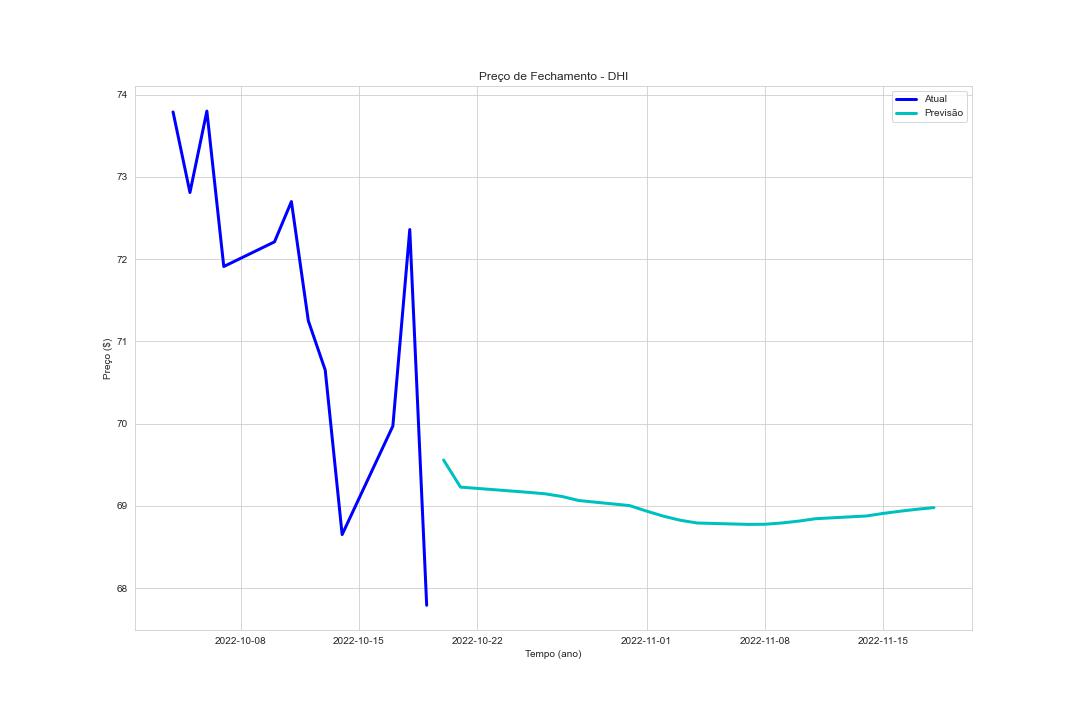 Preço de Fechamento - DHI
Atual
Previsão
74
73
72
71
70
69
68
Preço ($)
2022-10-08
2022-10-15
2022-10-22
2022-11-01
2022-11-08
2022-11-15
Tempo (ano)